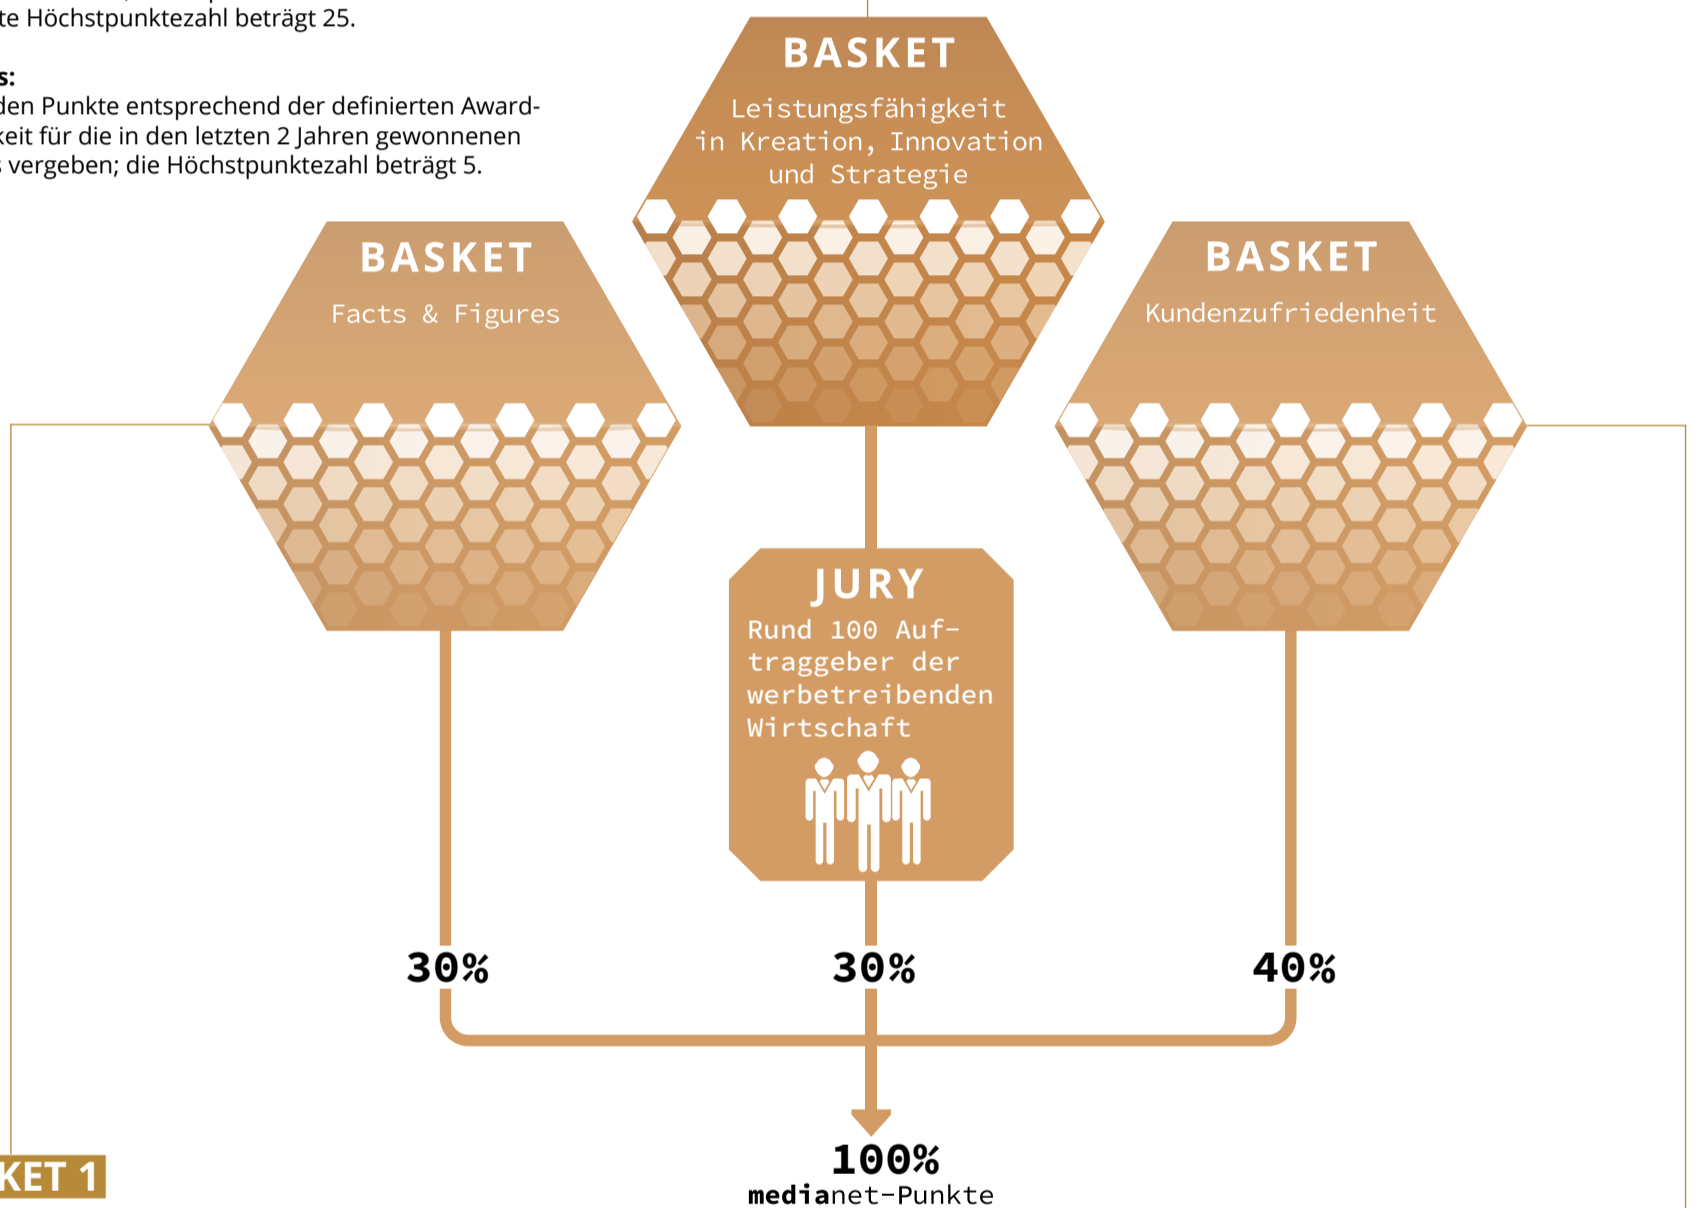 te Höchstpunktezahl beträgt 25.
s:
den Punkte entsprechend der definierten Award-
keit für die in den letzten 2 Jahren gewonnenen
s vergeben; die Höchstpunktezahl beträgt 5.
BASKET
Leistungsfähigkeit
in Kreation, Innovation
und Strategie
BASKET
Facts & Figures
BASKET
Kundenzufriedenheit
JURY
Rund 100 Auf-
traggeber der
werbetreibenden
Wirtschaft
30%
30%
40%
100%
medianet-Punkte
KET 1